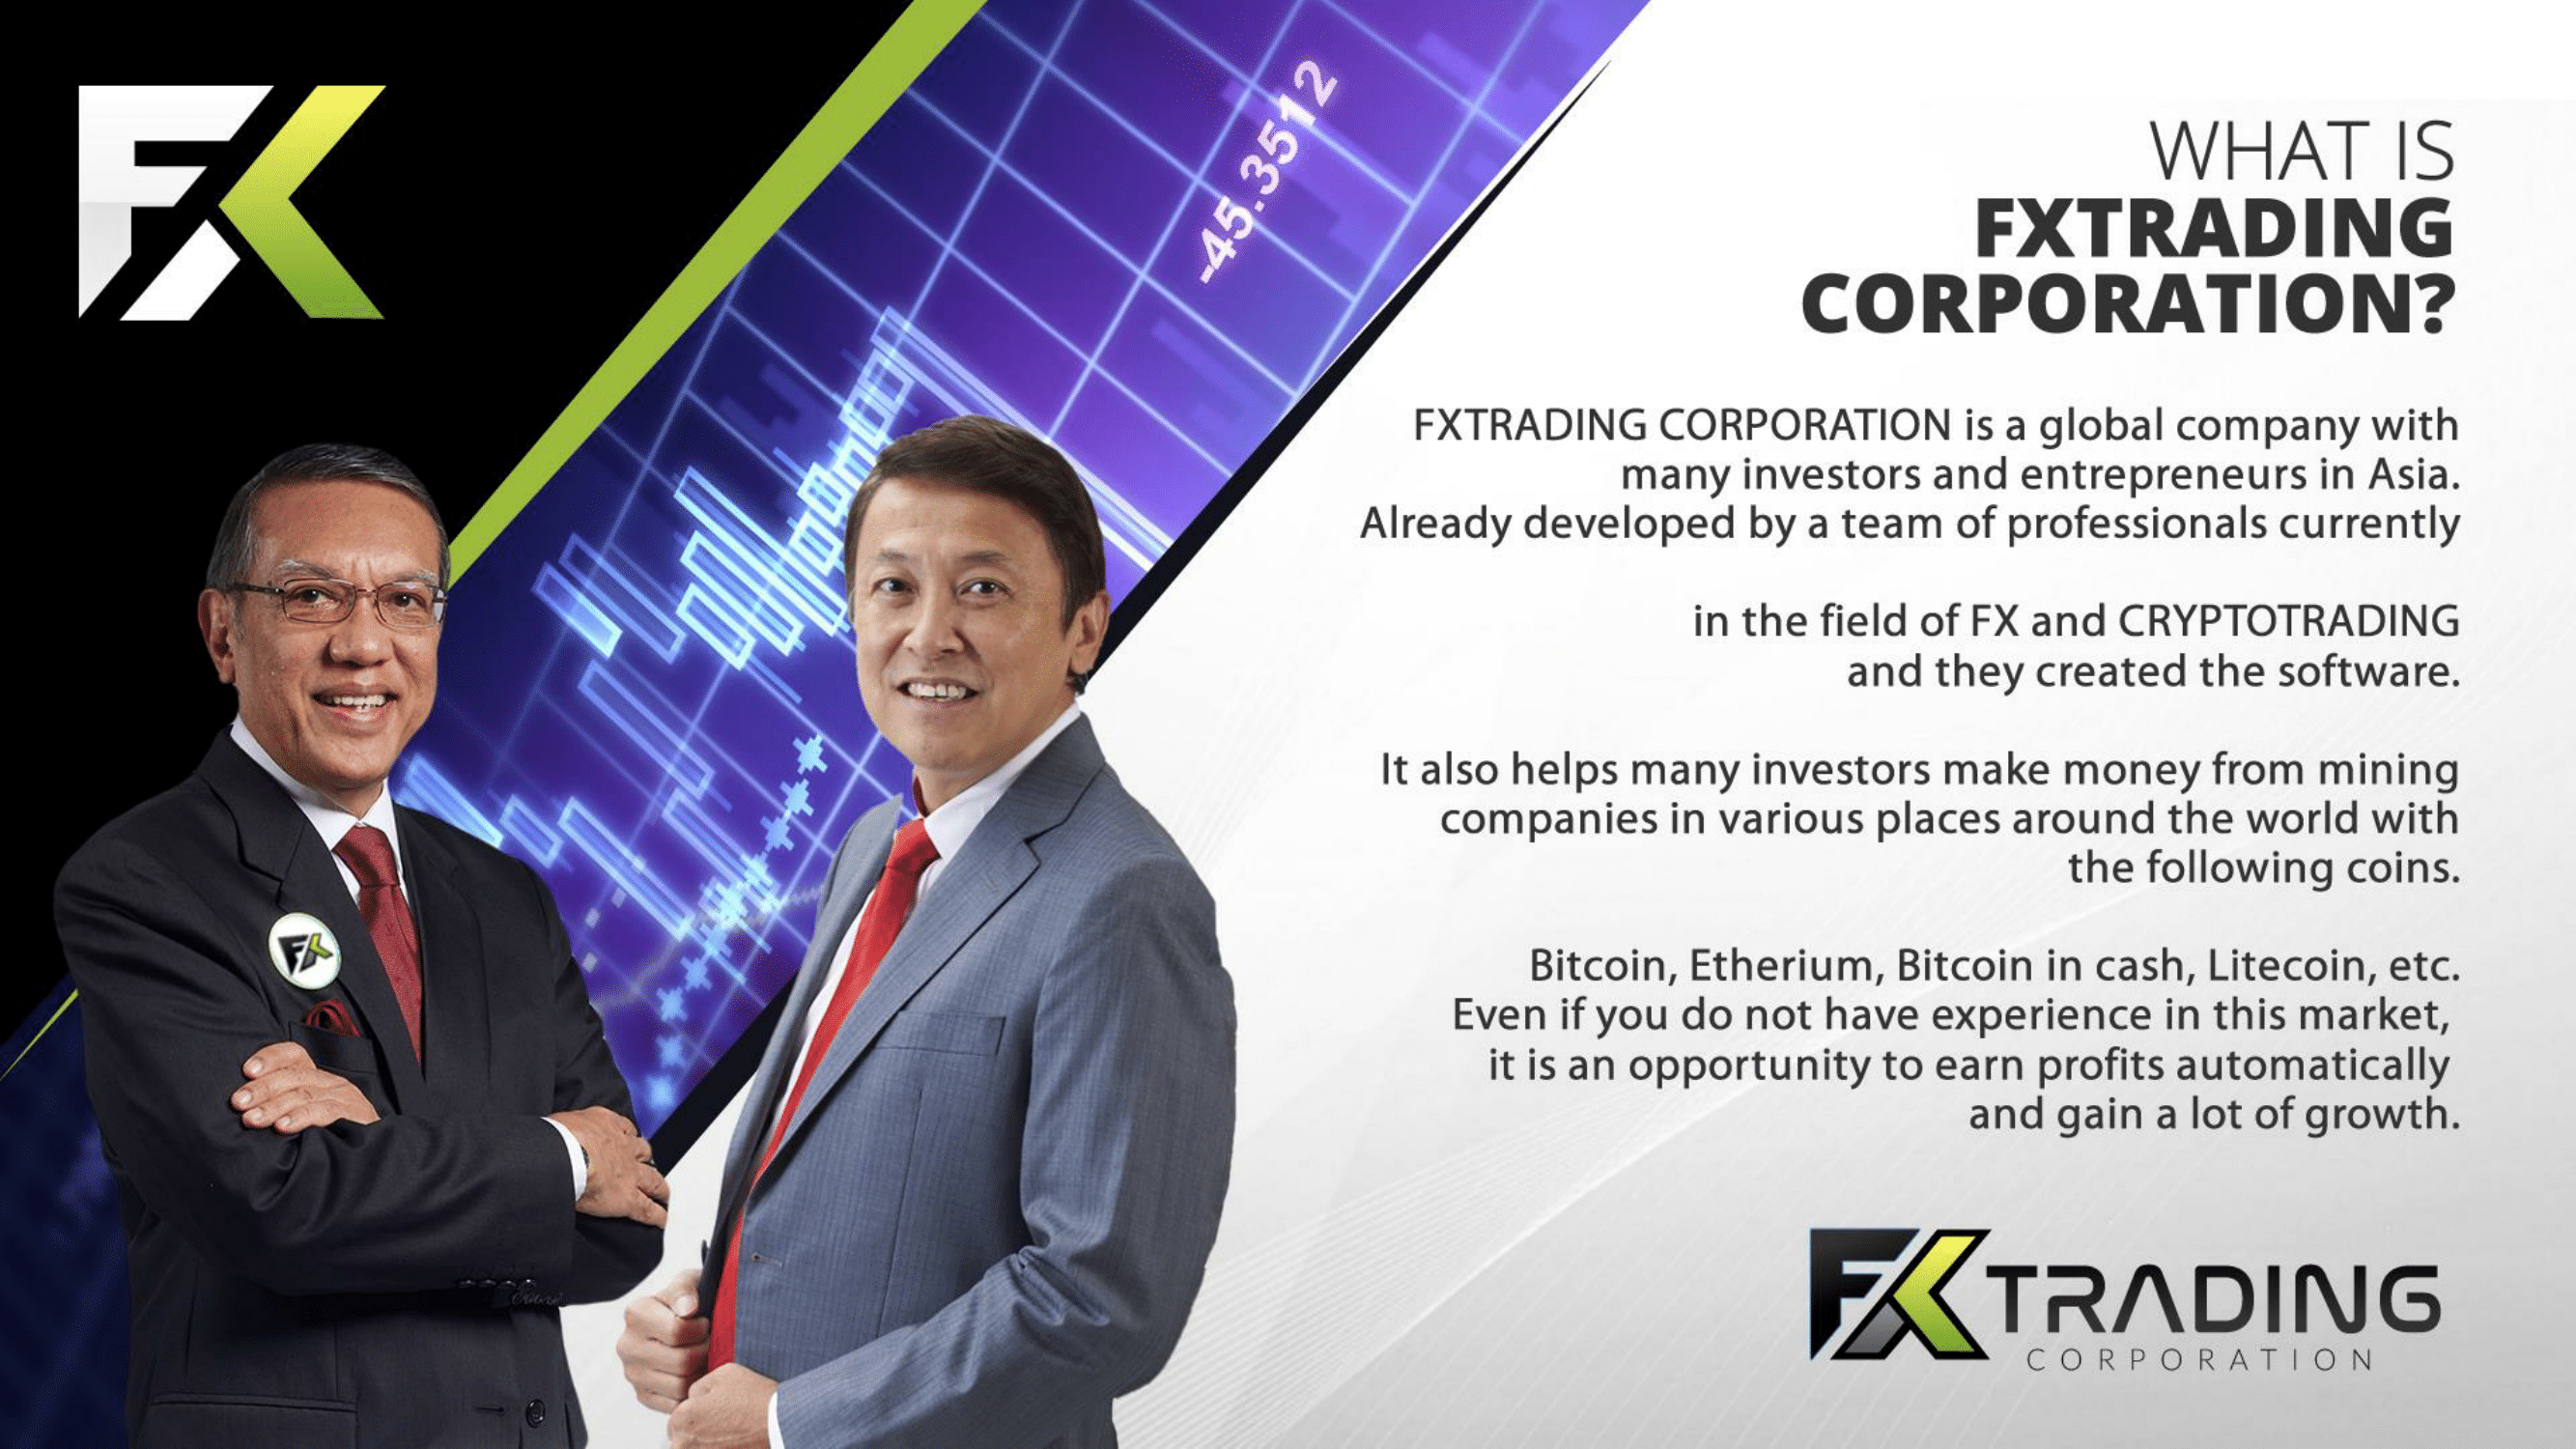 FX
-45.3512
WHAT IS
FXTRADING
CORPORATION?
FXTRADING CORPORATION is a global company with
many investors and entrepreneurs in Asia.
Already developed by a team of professionals currently
in the field of FX and CRYPTOTRADING
and they created the software.
It also helps many investors make money from mining
companies in various places around the world with
the following coins.
Bitcoin, Etherium, Bitcoin in cash, Litecoin, etc.
Even if you do not have experience in this market,
it is an opportunity to earn profits automatically
and gain a lot of growth.
FX
FX TRADING
CORPORATION